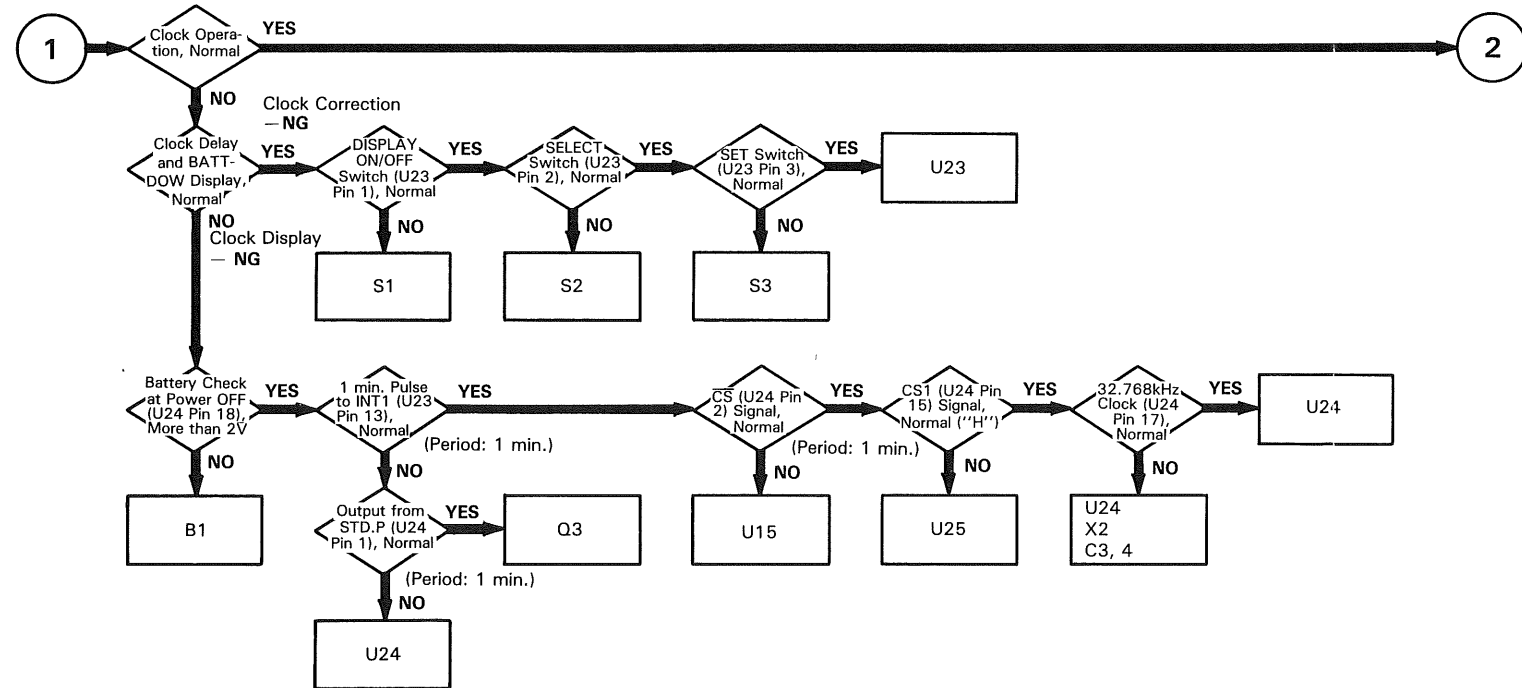 1
Clock Opera-
tion, Normal
YES
2
NO
Clock Correction
— NG
Clock Delay
and BATT-
DOW Display,
Normal
YES
DISPLAY
ON/OFF
Switch (U23
Pin 1), Normal
YES
SELECT
Switch (U23
Pin 2), Normal
YES
SET Switch
(U23 Pin 3),
Normal
YES
U23
NO
Clock Display
— NG
NO
S1
NO
S2
NO
S3
Battery Check
at Power OFF
(U24 Pin 18),
More than 2V
YES
1 min. Pulse
to INT1 (U23
Pin 13),
Normal
YES
(Period: 1 min.)
CS (U24 Pin
2) Signal,
Normal
YES
(Period: 1 min.)
CS1 (U24 Pin
15) Signal,
Normal (''H'')
YES
32.768kHz
Clock (U24
Pin 17),
Normal
YES
U24
NO
B1
NO
Output from
STD.P (U24
Pin 1), Normal
YES
Q3
(Period: 1 min.)
NO
U24
NO
U15
NO
U25
NO
U24
X2
C3, 4